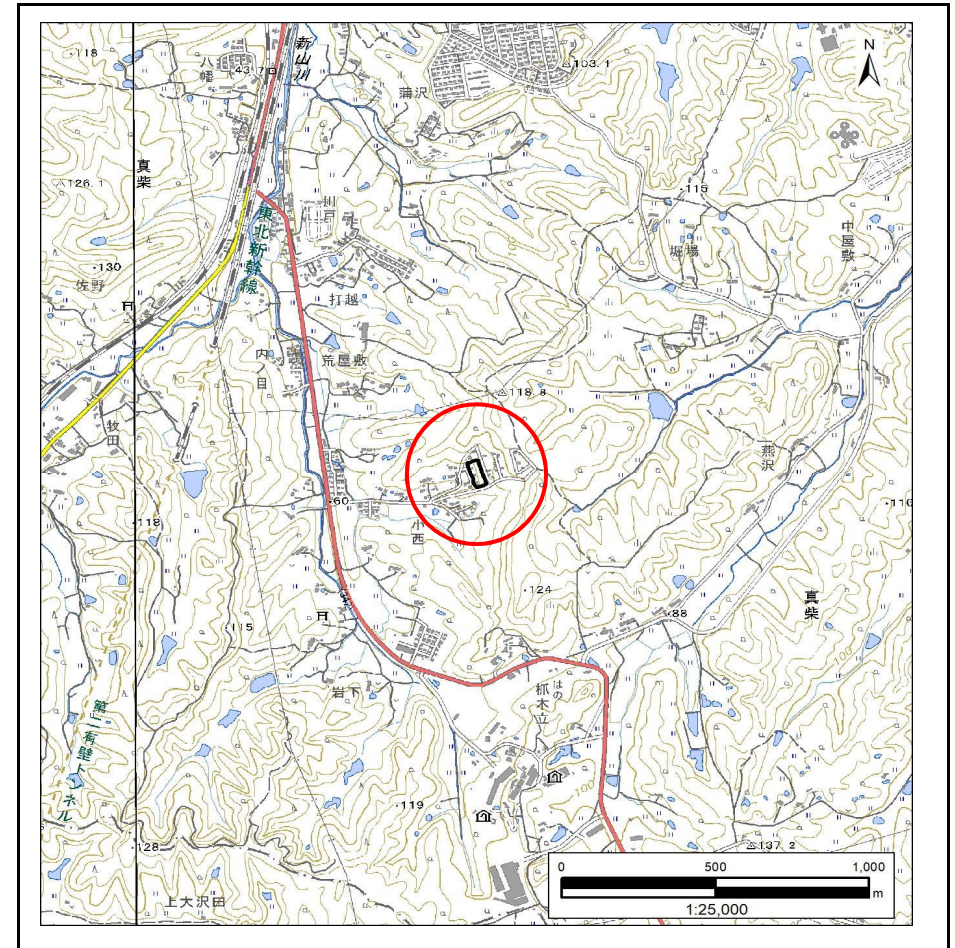 新山川
N
・118
八幡
43.7
103.1
蒲沢
真柴
126.1
・115
川戸
東北新幹線
堀場
中屋敷
・130
佐野
打越
内ノ目
荒屋敷
118.8
牧田
燕沢
・60
・116
・118
小西
・124
真柴
・88
・115
岩下
はの
枛木立
第二有壁トンネル
・119
・128
137.2
上大沢田
0 500 1,000
m
1:25,000